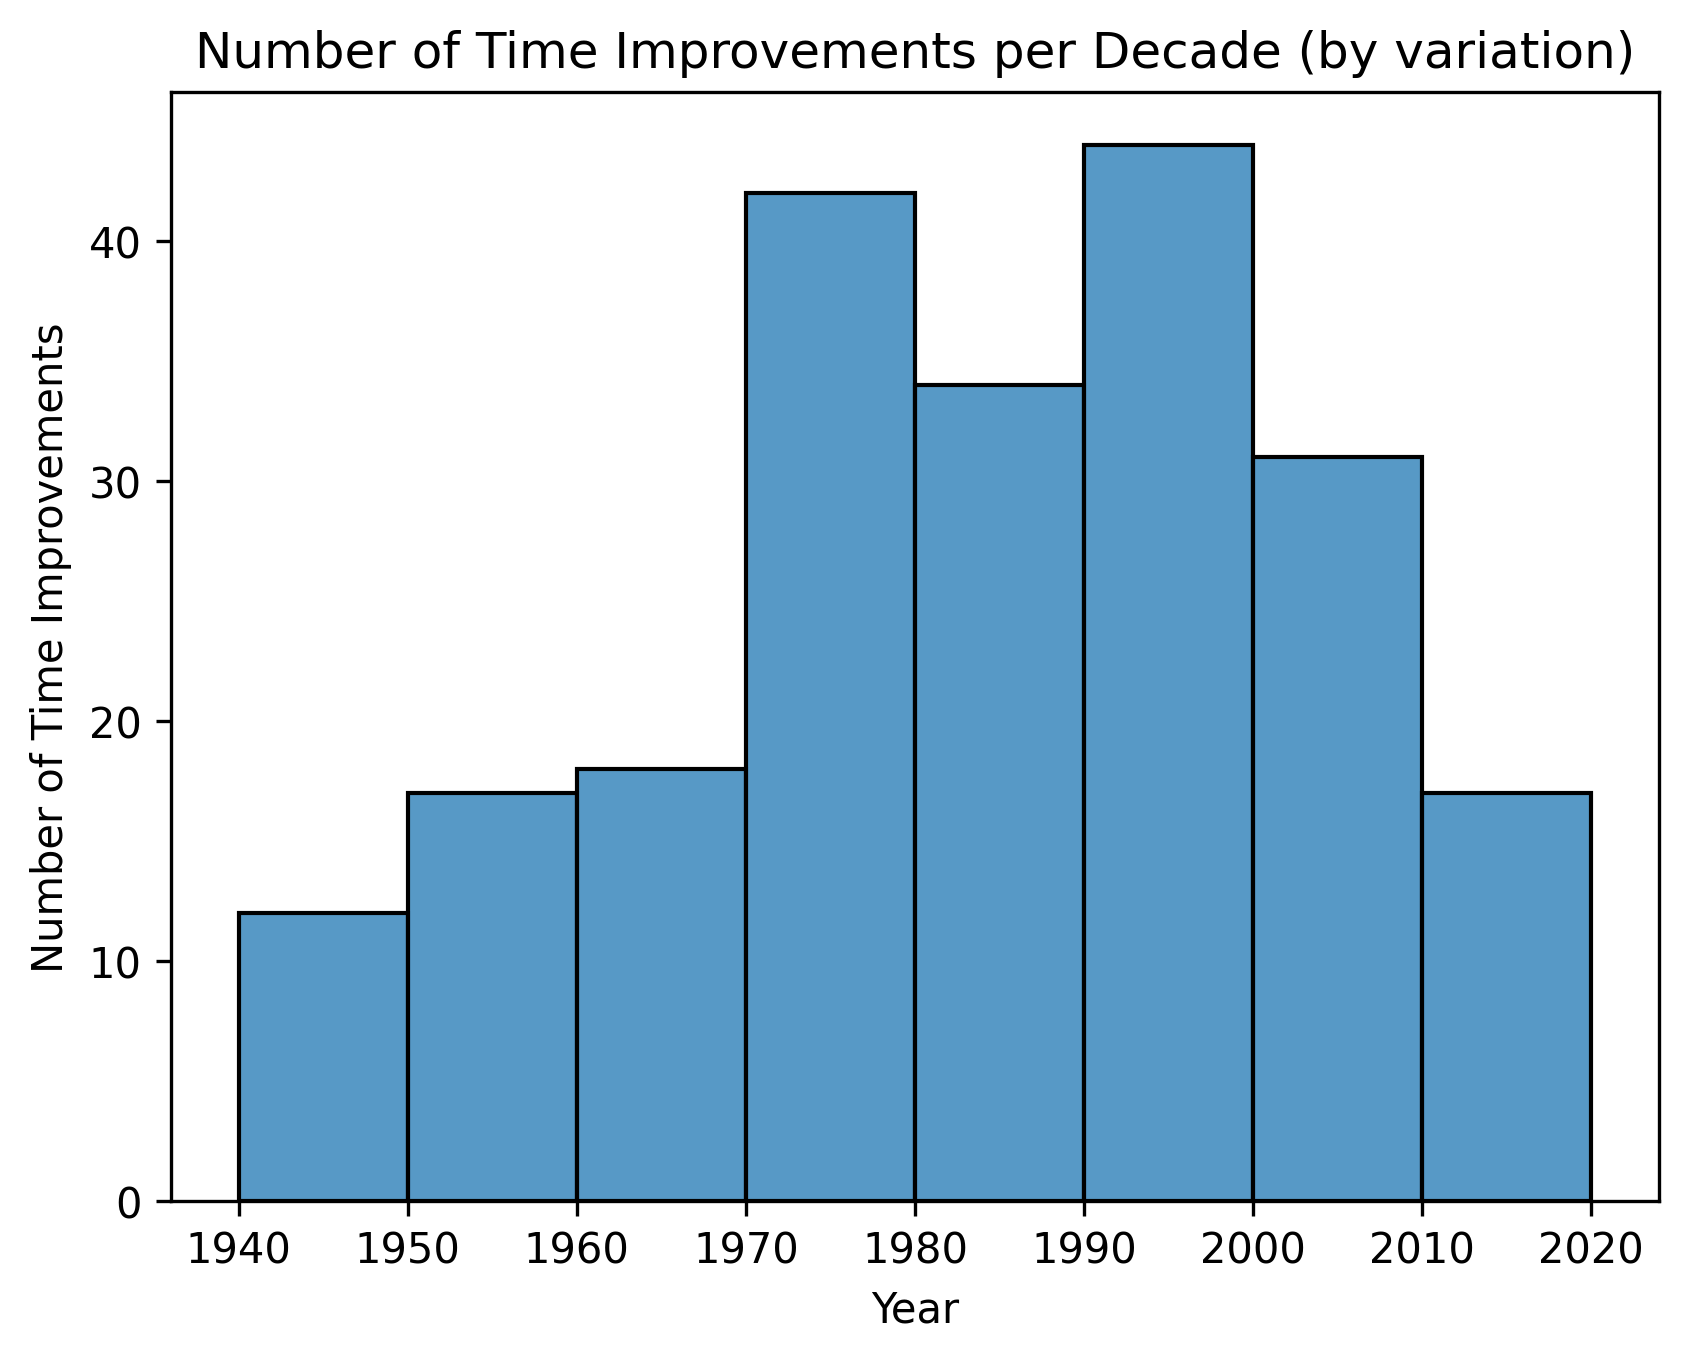 Number of Time Improvements per Decade (by variation)
Number of Time Improvements
40
30
20
10
0
1940 1950 1960 1970 1980 1990 2000 2010 2020
Year